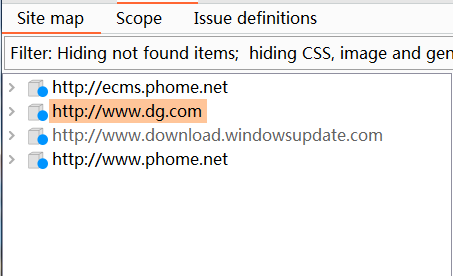 Site map Scope Issue definitions
Filter: Hiding not found items; hiding CSS, image and gen
http://ecms.phome.net
http://www.dg.com
http://www.download.windowsupdate.com
http://www.phome.net